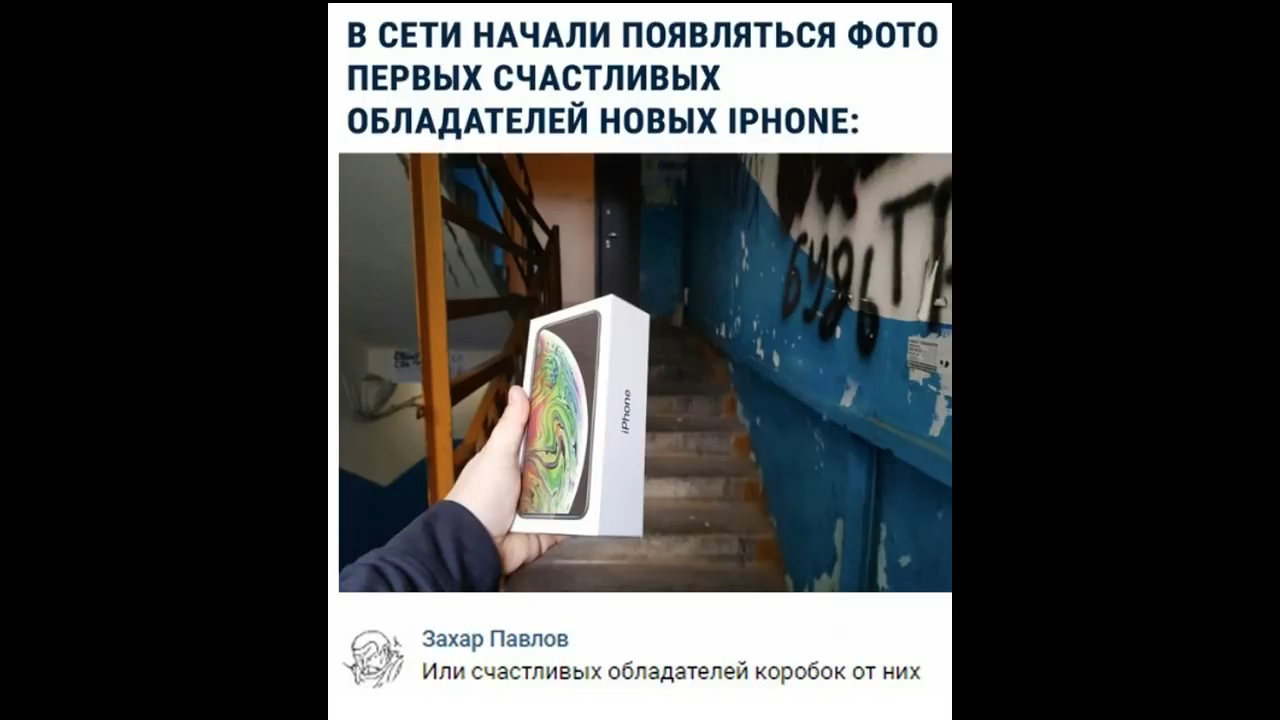 В СЕТИ НАЧАЛИ ПОЯВЛЯТЬСЯ ФОТО
ПЕРВЫХ СЧАСТЛИВЫХ
ОБЛАДАТЕЛЕЙ НОВЫХ IPHONE:
iPhone
Захар Павлов
Или счастливых обладателей коробок от них